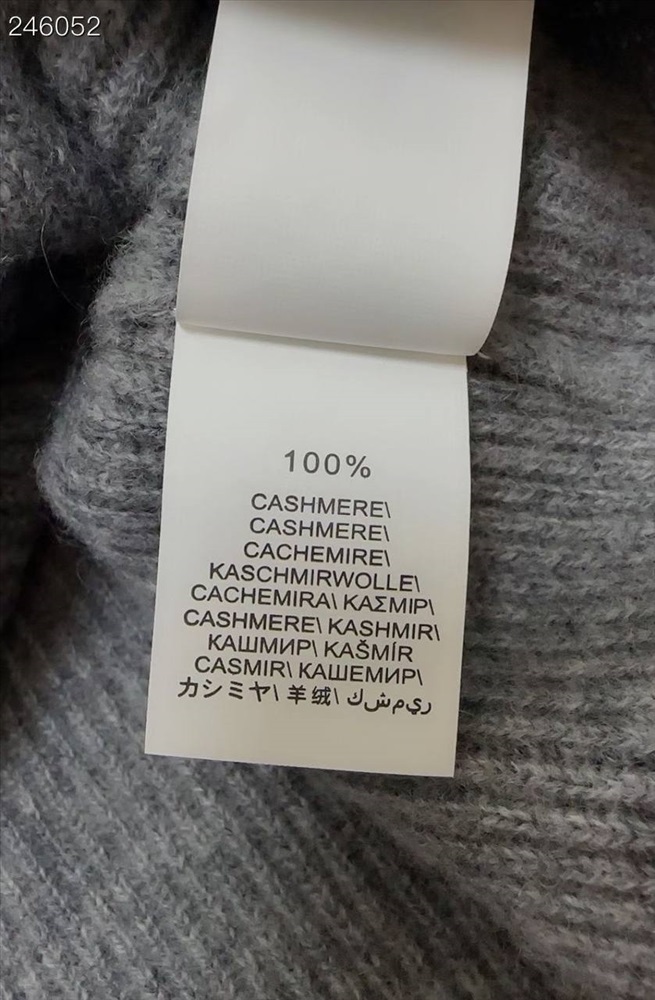 246052
100%
CASHMERE\
CASHMERE\
CACHEMIRE\
KASCHMIRWOLLE\
CACHEMIRA\ ΚΑΣΜΙΡ\
CASHMERE\ KASHMIR\
КАШМИР\ KAŠMÍR
CASMIR\ КАШЕМИР\
カシミヤ\ 羊绒\ ريمشك